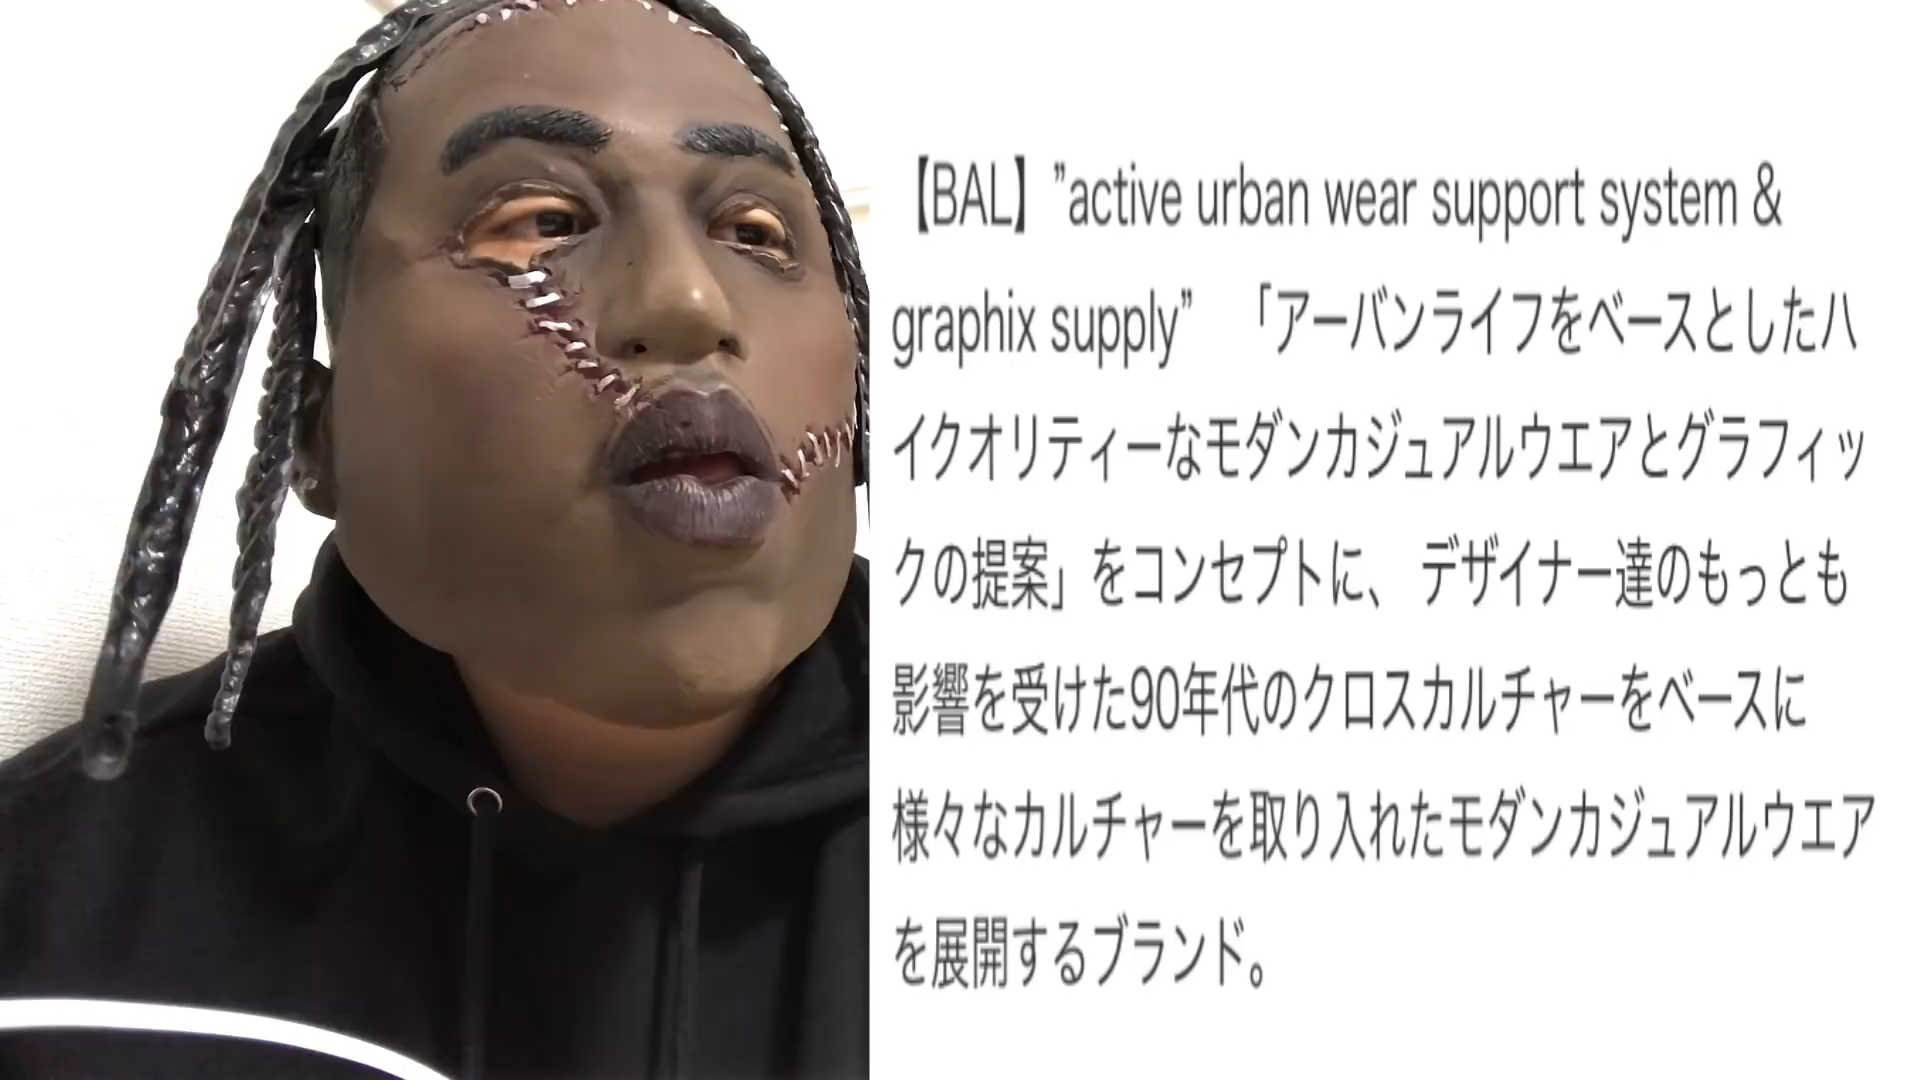 【BAL】”active urban wear support system &
graphix supply”　「アーバンライフをベースとしたハ
イクオリティーなモダンカジュアルウエアとグラフィッ
クの提案」をコンセプトに、 デザイナー達のもっとも
影響を受けた90年代のクロスカルチャーをベースに
様々なカルチャーを取り入れたモダンカジュアルウエア
を展開するブランド。